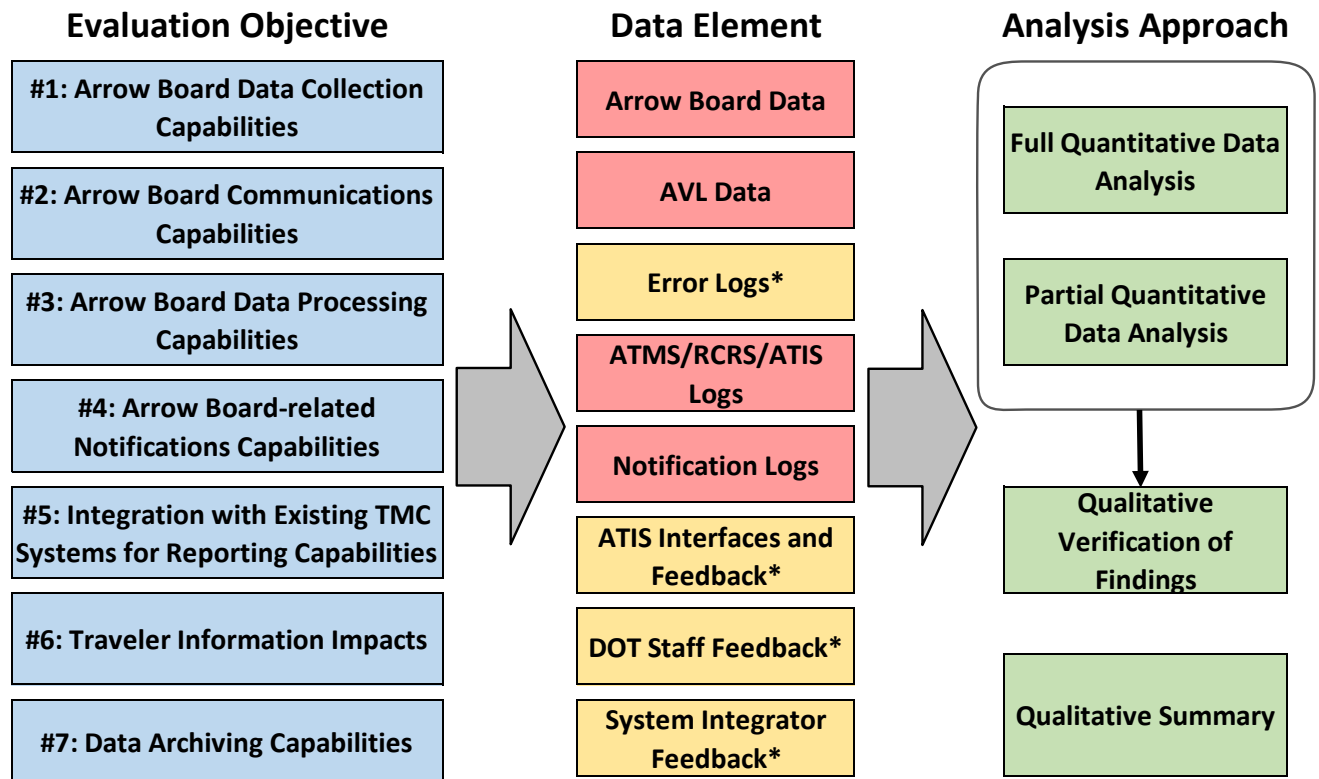 Evaluation Objective
#1: Arrow Board Data Collection
Capabilities
#2: Arrow Board Communications
Capabilities
#3: Arrow Board Data Processing
Capabilities
#4: Arrow Board-related
Notifications Capabilities
#5: Integration with Existing TMC
Systems for Reporting Capabilities
#6: Traveler Information Impacts
#7: Data Archiving Capabilities
Data Element
Arrow Board Data
AVL Data
Error Logs*
ATMS/RCRS/ATIS
Logs
Notification Logs
ATIS Interfaces and
Feedback*
DOT Staff Feedback*
System Integrator
Feedback*
Analysis Approach
Full Quantitative Data
Analysis
Partial Quantitative
Data Analysis
Qualitative
Verification of
Findings
Qualitative Summary